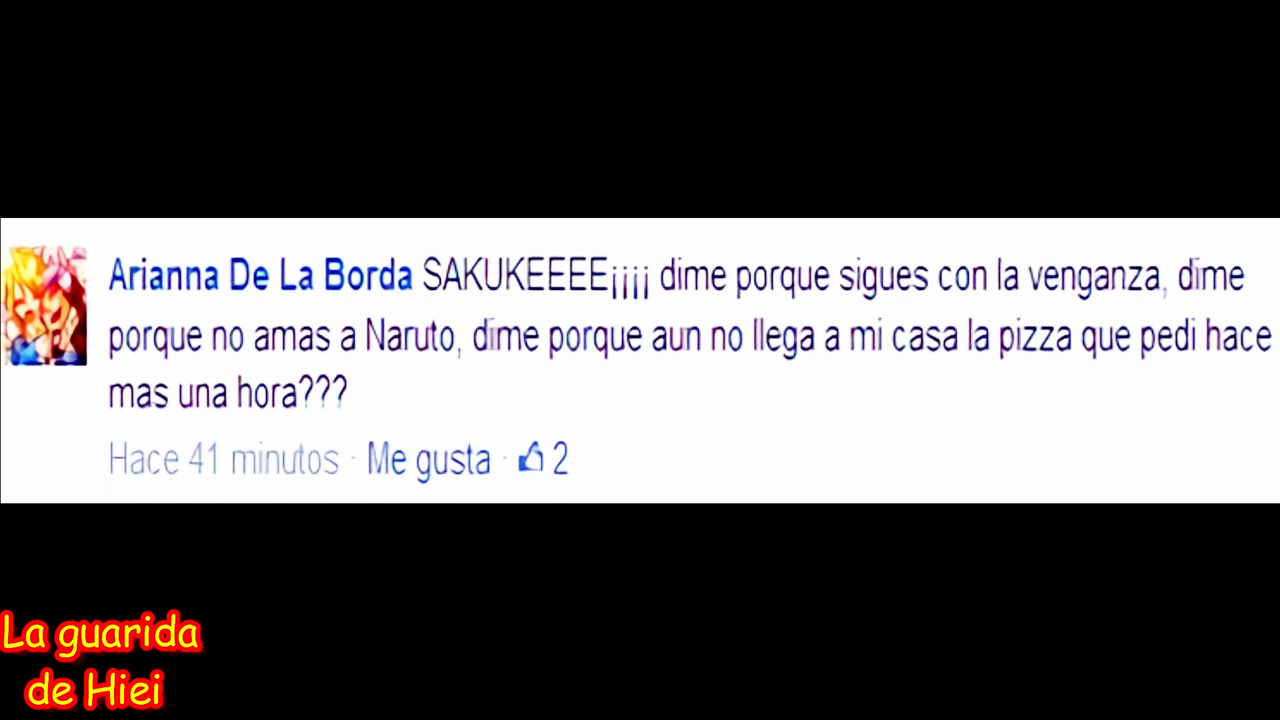 Arianna De La Borda SAKUKEEEE¡¡¡¡ dime porque sigues con la venganza, dime
porque no amas a Naruto, dime porque aun no llega a mi casa la pizza que pedi hace
mas una hora???
Hace 41 minutos · Me gusta · 2
La guarida
de Hiei